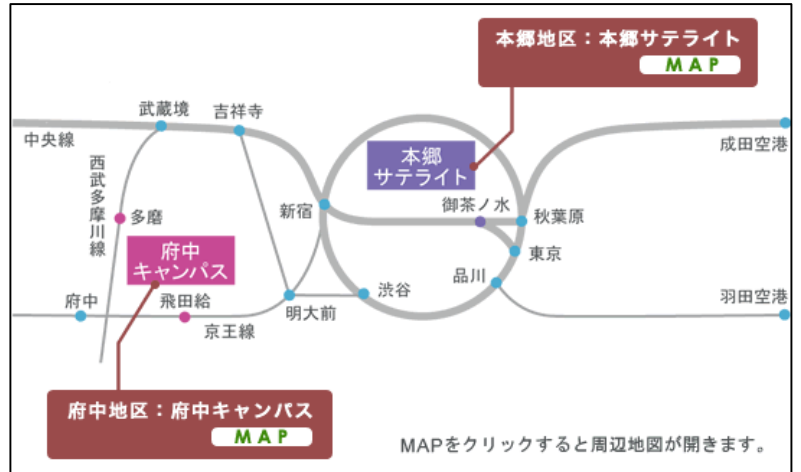 本郷地区：本郷サテライト
MAP
武蔵境
吉祥寺
中央線
成田空港
西武多摩川線
本郷
サテライト
新宿
御茶ノ水
秋葉原
多磨
東京
府中
キャンパス
品川
渋谷
羽田空港
府中
飛田給
明大前
京王線
府中地区：府中キャンパス
MAP
MAPをクリックすると周辺地図が開きます。